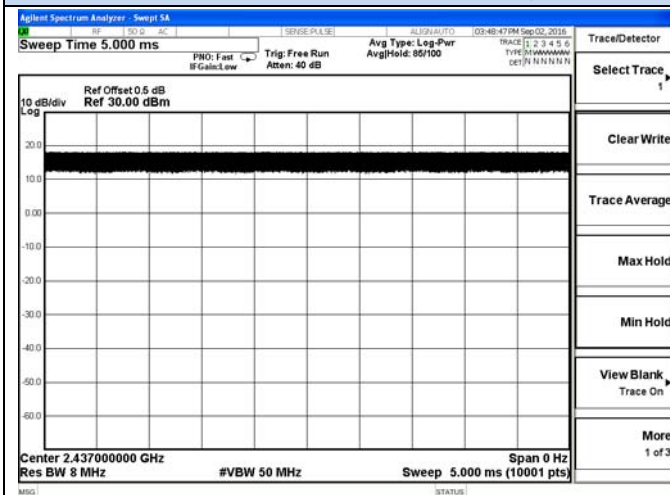 Agilent Spectrum Analyzer - Swept SA
RF 50 Ω AC SENSE:PULSE ALIGN AUTO 03:48:47 PM Sep 02, 2016
Sweep Time 5.000 ms
PNO: Fast
IFGain:Low
Trig: Free Run
Atten: 40 dB
Avg Type: Log-Pwr
Avg|Hold: 85/100
TRACE 1 2 3 4 5 6
TYPE
DET N N N N N N
Ref Offset 0.5 dB
Ref 30.00 dBm
10 dB/div
Log
20.0
10.0
0.00
-10.0
-20.0
-30.0
-40.0
-50.0
-60.0
Center 2.437000000 GHz
Span 0 Hz
Res BW 8 MHz
#VBW 50 MHz
Sweep 5.000 ms (10001 pts)
MSG
STATUS
Trace/Detector
Select Trace
1
Clear Write
Trace Average
Max Hold
Min Hold
View Blank
Trace On
More
1 of 3